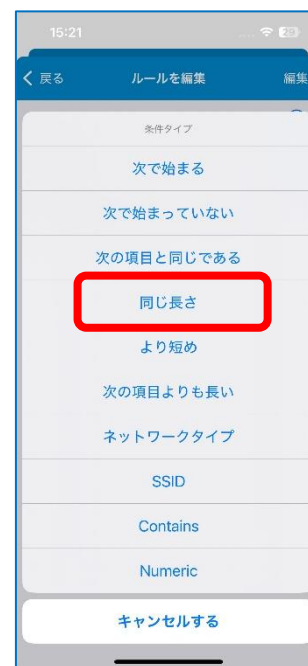 15:21
29
戻る
ルールを編集
編集
条件タイプ
次で始まる
次で始まっていない
次の項目と同じである
同じ長さ
より短め
次の項目よりも長い
ネットワークタイプ
SSID
Contains
Numeric
キャンセルする